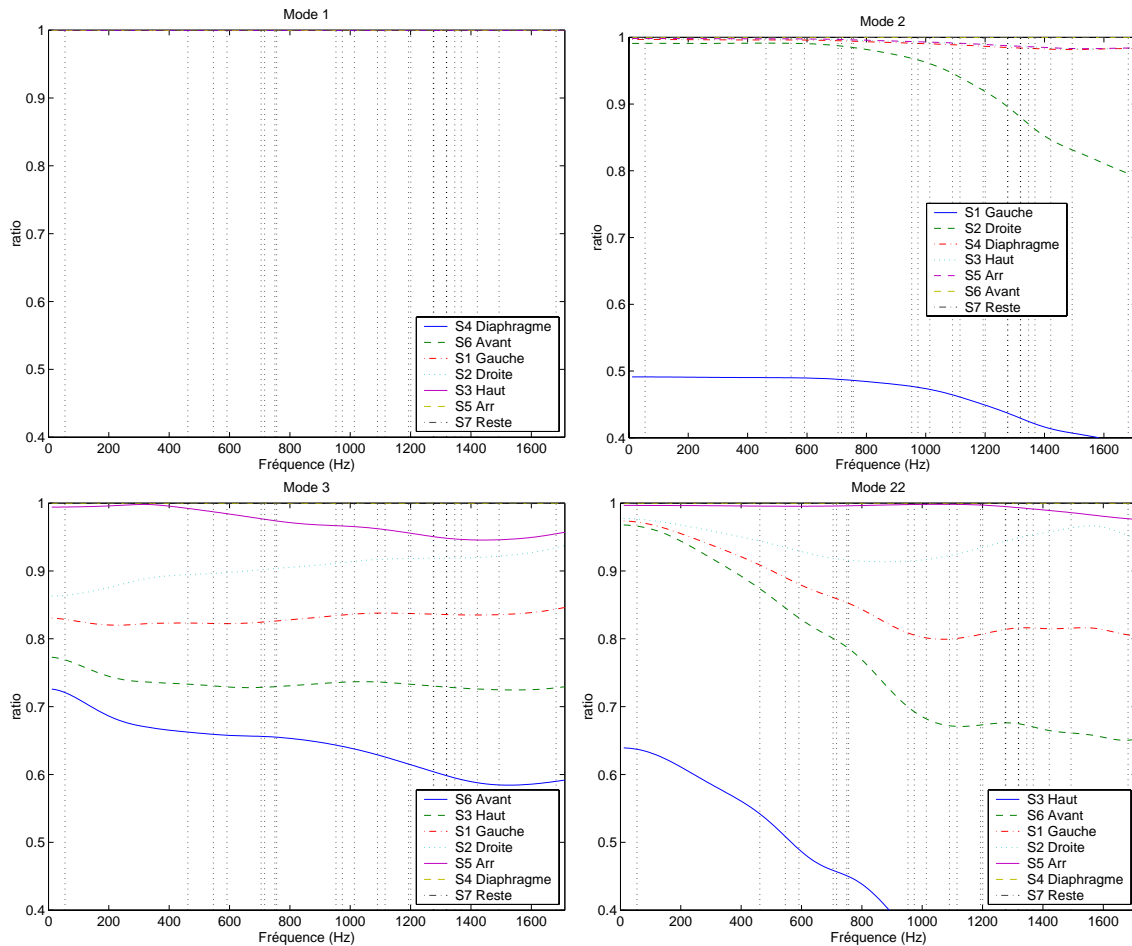 Mode 1
1
0.9
0.8
0.7
0.6
0.5
0.4
ratio
0 200 400 600 800 1000 1200 1400 1600
Fréquence (Hz)
S4 Diaphragme
S6 Avant
S1 Gauche
S2 Droite
S3 Haut
S5 Arr
S7 Reste
Mode 2
1
0.9
0.8
0.7
0.6
0.5
0.4
ratio
0 200 400 600 800 1000 1200 1400 1600
Fréquence (Hz)
S1 Gauche
S2 Droite
S4 Diaphragme
S3 Haut
S5 Arr
S6 Avant
S7 Reste
Mode 3
1
0.9
0.8
0.7
0.6
0.5
0.4
ratio
0 200 400 600 800 1000 1200 1400 1600
Fréquence (Hz)
S6 Avant
S3 Haut
S1 Gauche
S2 Droite
S5 Arr
S4 Diaphragme
S7 Reste
Mode 22
1
0.9
0.8
0.7
0.6
0.5
0.4
ratio
0 200 400 600 800 1000 1200 1400 1600
Fréquence (Hz)
S3 Haut
S6 Avant
S1 Gauche
S2 Droite
S5 Arr
S4 Diaphragme
S7 Reste